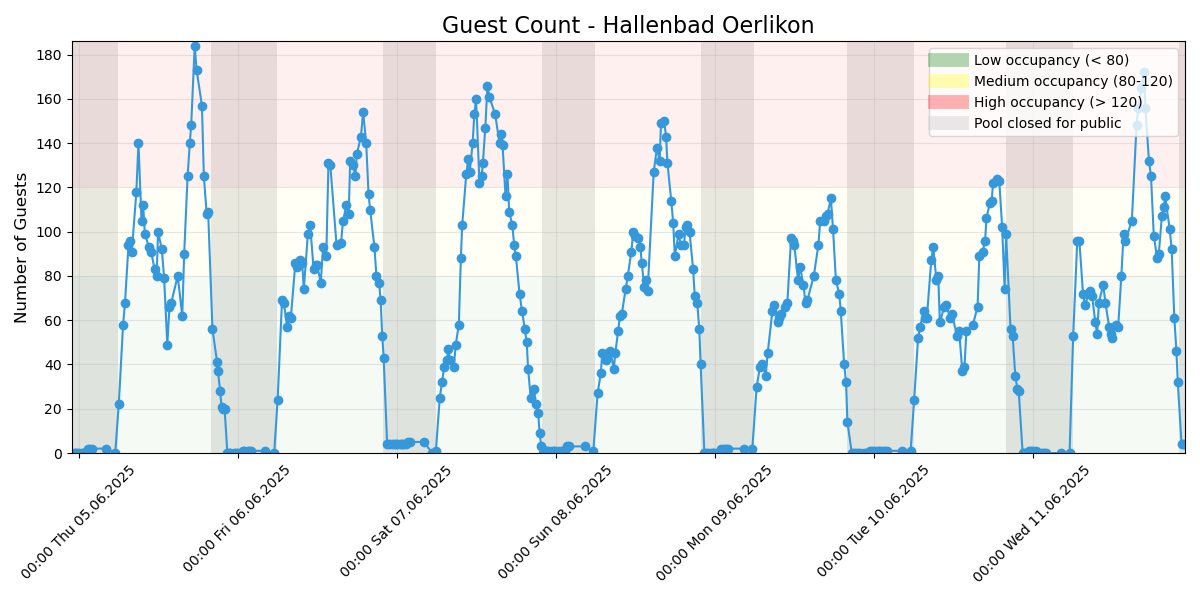 Guest Count - Hallenbad Oerlikon
Number of Guests
180
160
140
120
100
80
60
40
20
0
Low occupancy (< 80)
Medium occupancy (80-120)
High occupancy (> 120)
Pool closed for public
00:00 Thu 05.06.2025
00:00 Fri 06.06.2025
00:00 Sat 07.06.2025
00:00 Sun 08.06.2025
00:00 Mon 09.06.2025
00:00 Tue 10.06.2025
00:00 Wed 11.06.2025